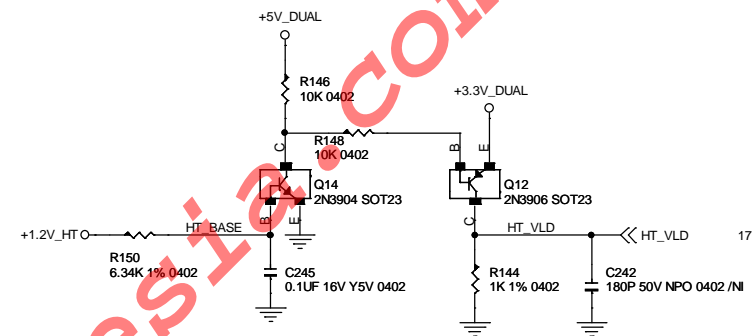 +5V_DUAL
R146
10K 0402
+3.3V_DUAL
R148
10K 0402
C
B
E
Q14
2N3904 SOT23
Q12
2N3906 SOT23
B
E
C
+1.2V_HT
HT_BASE
HT_VLD
HT_VLD
17
R150
6.34K 1% 0402
C245
0.1UF 16V Y5V 0402
R144
1K 1% 0402
C242
180P 50V NPO 0402 /NI
sia.com